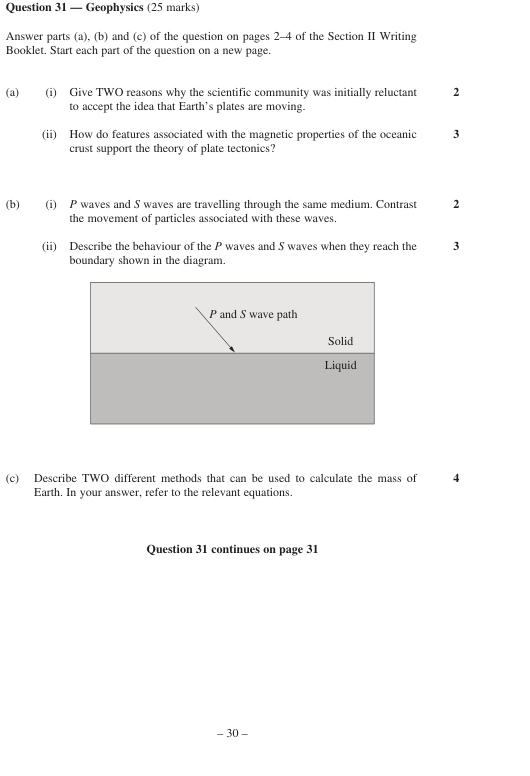 Question 31 — Geophysics (25 marks)
Answer parts (a), (b) and (c) of the question on pages 2–4 of the Section II Writing
Booklet. Start each part of the question on a new page.
(a) (i) Give TWO reasons why the scientific community was initially reluctant 2
to accept the idea that Earth's plates are moving.
(ii) How do features associated with the magnetic properties of the oceanic 3
crust support the theory of plate tectonics?
(b) (i) P waves and S waves are travelling through the same medium. Contrast 2
the movement of particles associated with these waves.
(ii) Describe the behaviour of the P waves and S waves when they reach the 3
boundary shown in the diagram.
P and S wave path
Solid
Liquid
(c) Describe TWO different methods that can be used to calculate the mass of 4
Earth. In your answer, refer to the relevant equations.
Question 31 continues on page 31
– 30 –